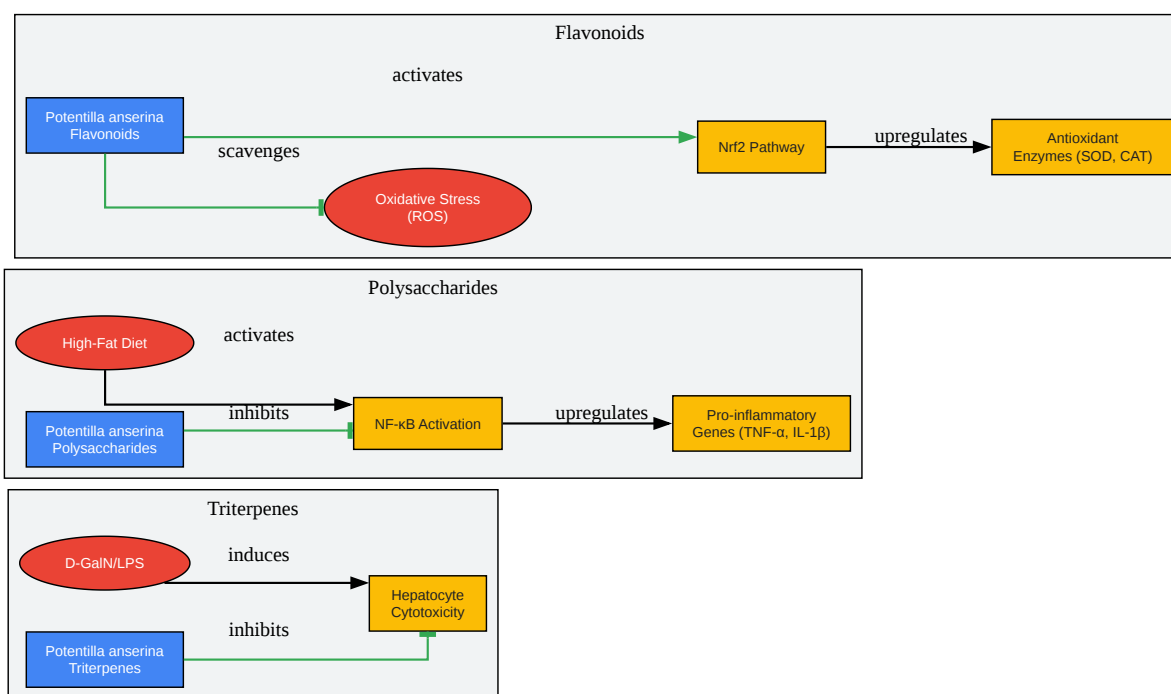 Flavonoids
activates
Potentilla anserina
Flavonoids
scavenges
Nrf2 Pathway
upregulates
Antioxidant
Enzymes (SOD, CAT)
Oxidative Stress
(ROS)
Polysaccharides
High-Fat Diet
activates
inhibits
Potentilla anserina
Polysaccharides
NF-κB Activation
upregulates
Pro-inflammatory
Genes (TNF-α, IL-1β)
Triterpenes
D-GalN/LPS
induces
Hepatocyte
Cytotoxicity
inhibits
Potentilla anserina
Triterpenes